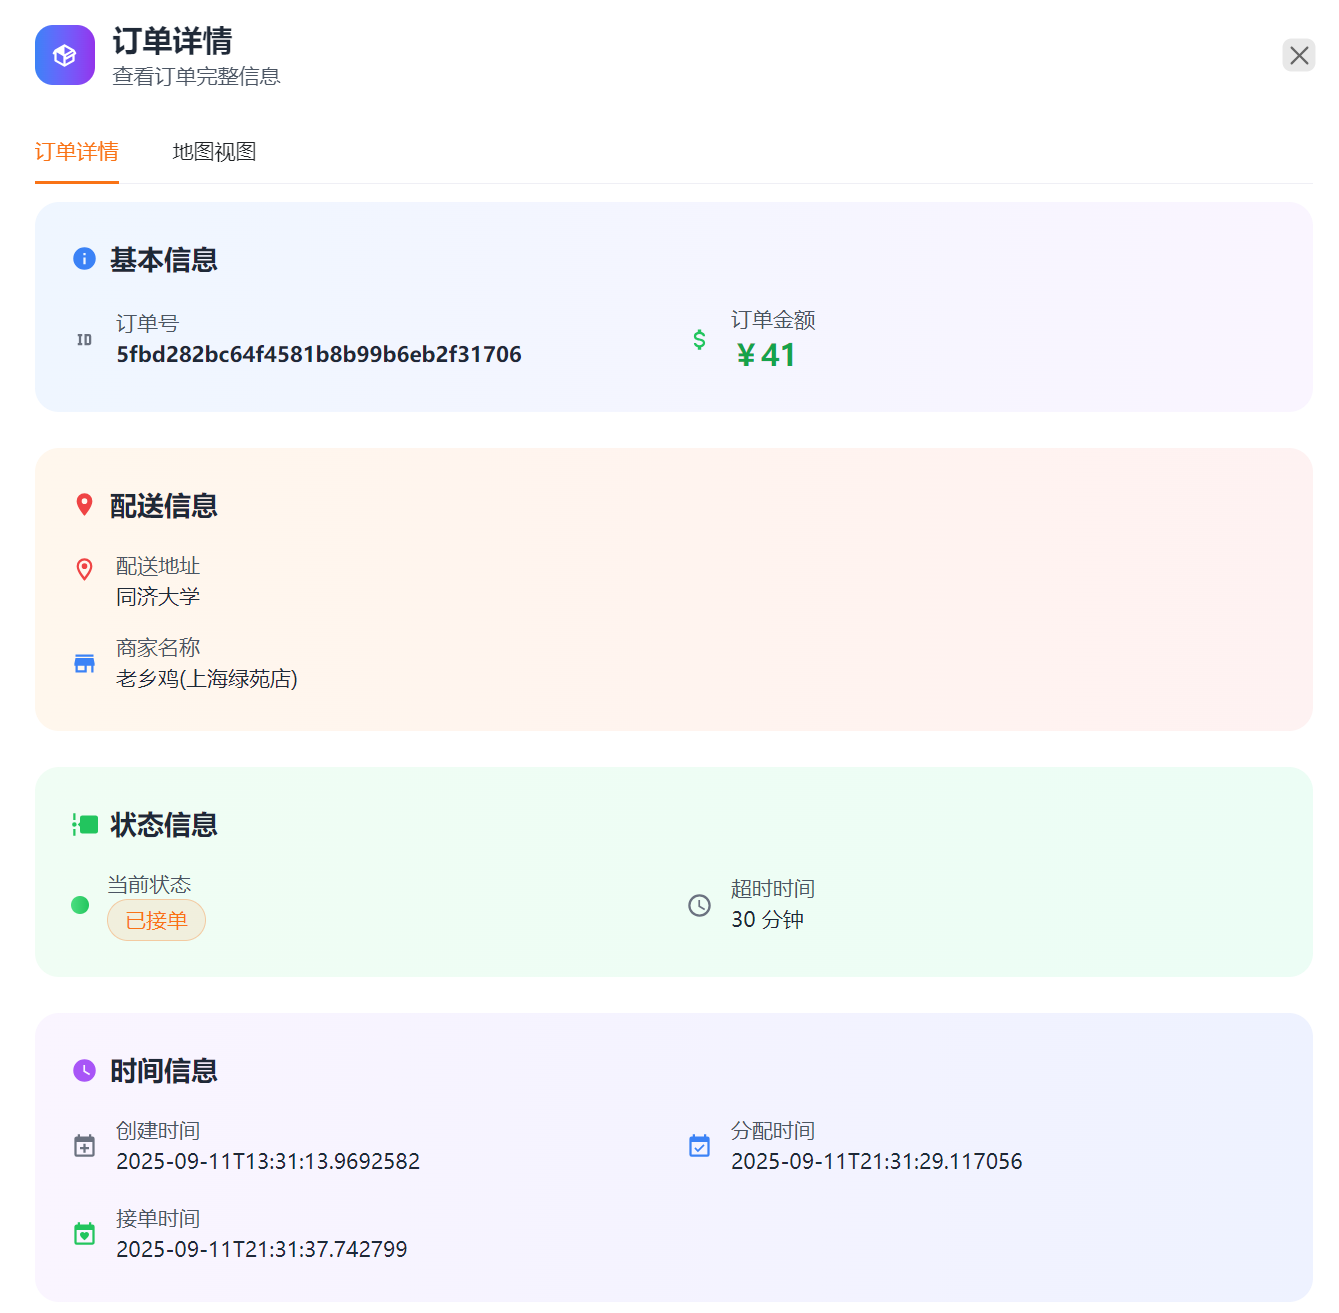 订单详情
查看订单完整信息
订单详情
地图视图
基本信息
ID
订单号
5fbd282bc64f4581b8b99b6eb2f31706
订单金额
¥41
配送信息
配送地址
同济大学
商家名称
老乡鸡(上海绿苑店)
状态信息
当前状态
已接单
超时时间
30 分钟
时间信息
创建时间
2025-09-11T13:31:13.9692582
分配时间
2025-09-11T21:31:29.117056
接单时间
2025-09-11T21:31:37.742799